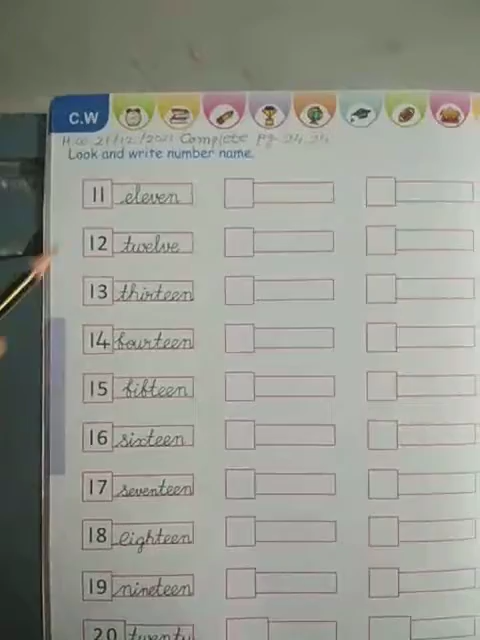 C.W
H.W 21/12/2021 Complete Pg 24, 25
Look and write number name.
11 eleven
12 twelve
13 thirteen
14 fourteen
15 fifteen
16 sixteen
17 seventeen
18 eighteen
19 nineteen
20 twenty